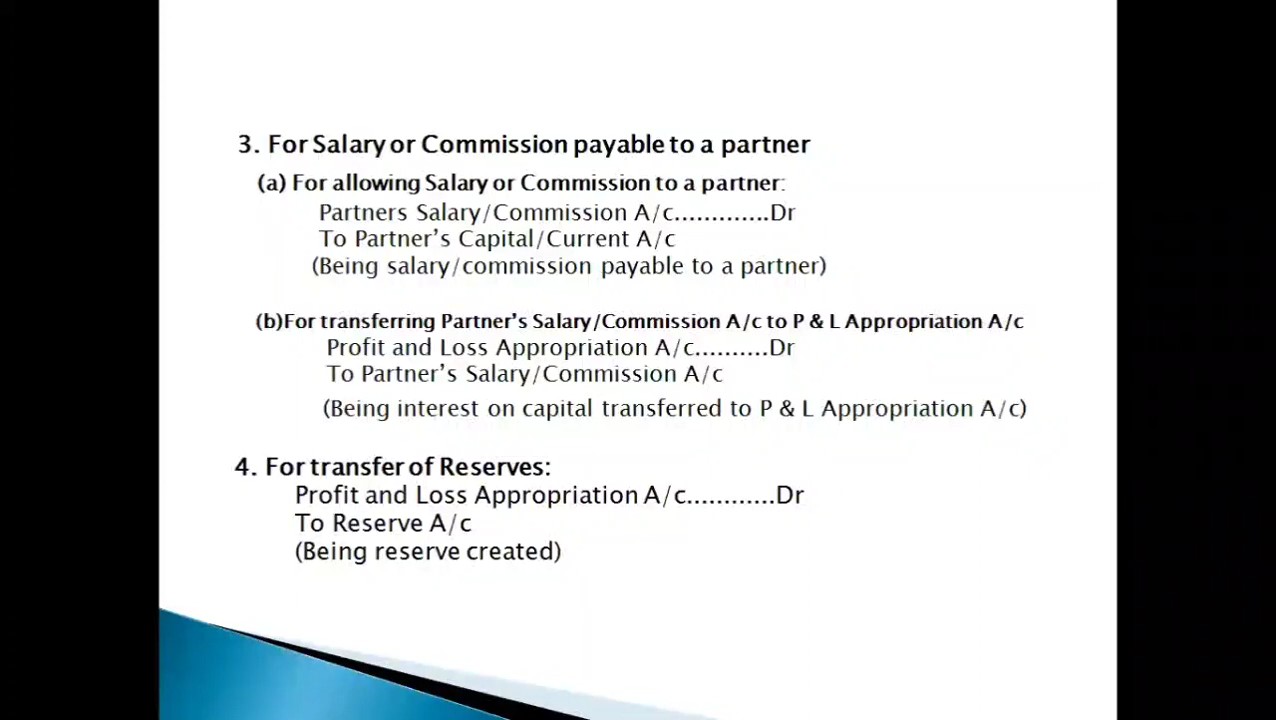 3. For Salary or Commission payable to a partner
(a) For allowing Salary or Commission to a partner:
Partners Salary/Commission A/c.............Dr
To Partner's Capital/Current A/c
(Being salary/commission payable to a partner)
(b)For transferring Partner's Salary/Commission A/c to P & L Appropriation A/c
Profit and Loss Appropriation A/c..........Dr
To Partner's Salary/Commission A/c
(Being interest on capital transferred to P & L Appropriation A/c)
4. For transfer of Reserves:
Profit and Loss Appropriation A/c............Dr
To Reserve A/c
(Being reserve created)